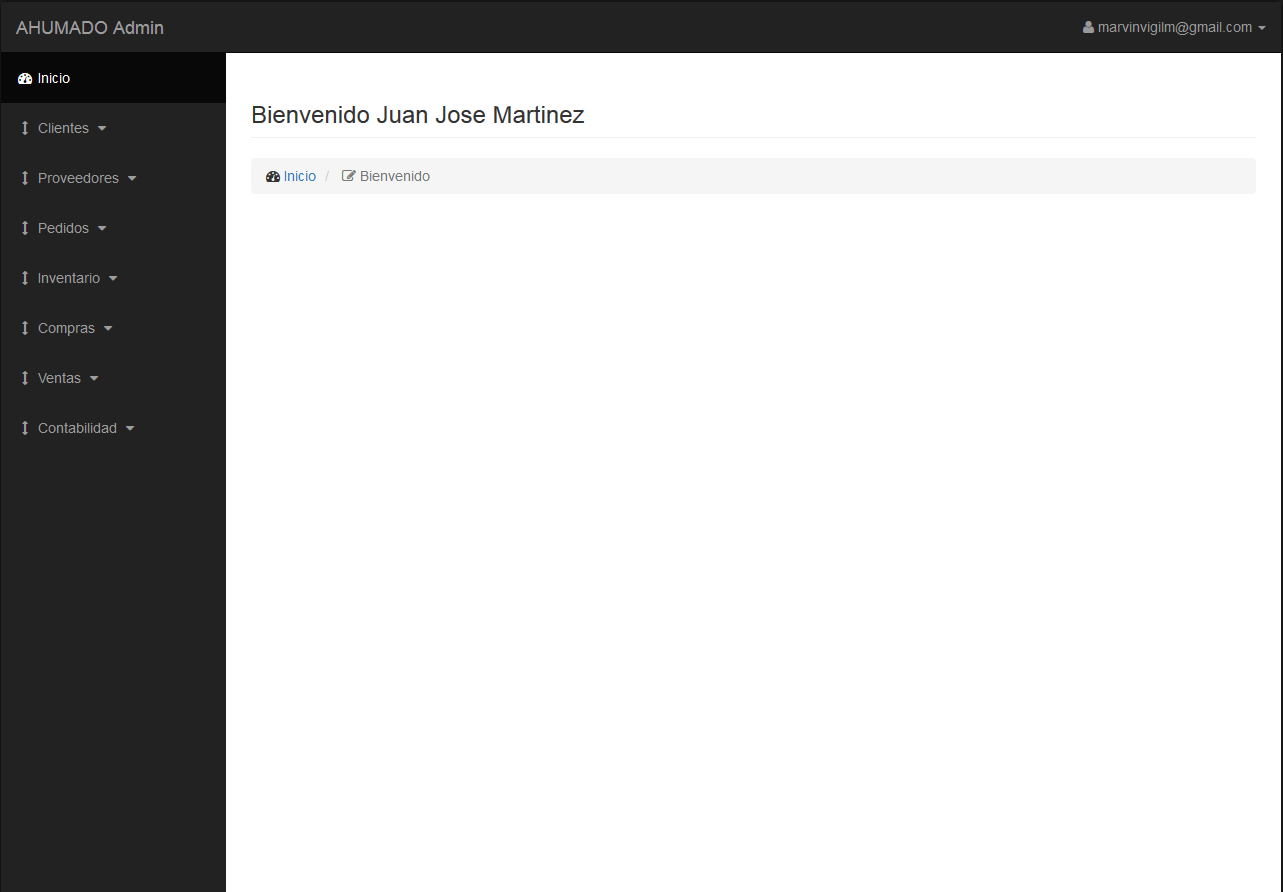 AHUMADO Admin
marvinvigilm@gmail.com
Inicio
Clientes
Proveedores
Pedidos
Inventario
Compras
Ventas
Contabilidad
Bienvenido Juan Jose Martinez
Inicio / Bienvenido